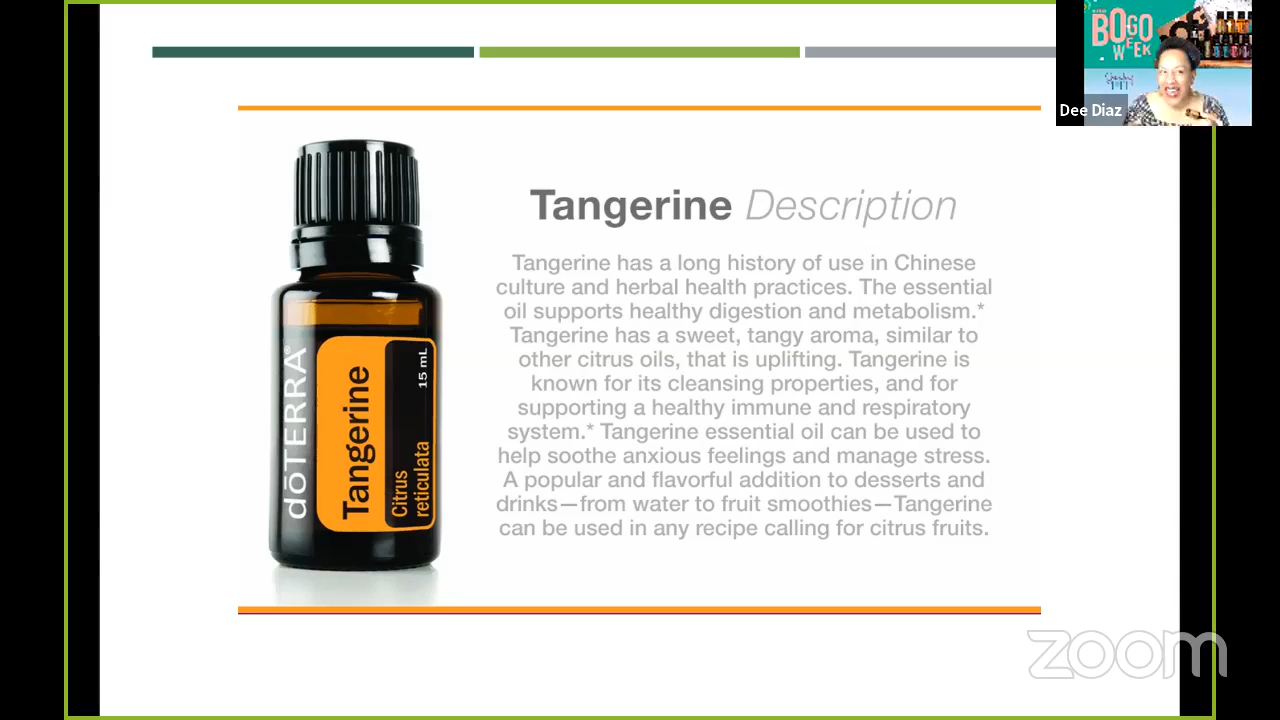 BOGO
WEEK
Dee Diaz
Tangerine Description
Tangerine has a long history of use in Chinese
culture and herbal health practices. The essential
oil supports healthy digestion and metabolism.*
Tangerine has a sweet, tangy aroma, similar to
other citrus oils, that is uplifting. Tangerine is
known for its cleansing properties, and for
supporting a healthy immune and respiratory
system.* Tangerine essential oil can be used to
help soothe anxious feelings and manage stress.
A popular and flavorful addition to desserts and
drinks—from water to fruit smoothies—Tangerine
can be used in any recipe calling for citrus fruits.
dōTERRA®
Tangerine
Citrus
reticulata
15 mL
zoom